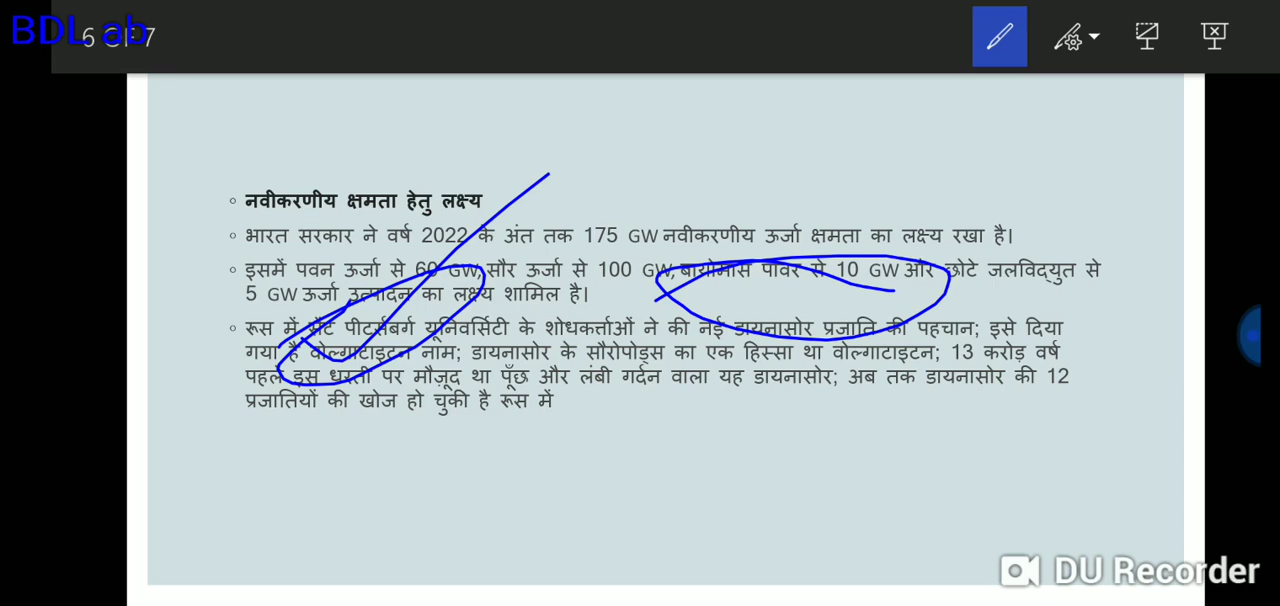 BDL ab
6 OF 7
नवीकरणीय क्षमता हेतु लक्ष्य
भारत सरकार ने वर्ष 2022 के अंत तक 175 GW नवीकरणीय ऊर्जा क्षमता का लक्ष्य रखा है।
इसमें पवन ऊर्जा से 60 GW, सौर ऊर्जा से 100 GW, बायोमास पावर से 10 GW और छोटे जलविद्युत से
5 GW ऊर्जा उत्पादन का लक्ष्य शामिल है।
रूस में सेंट पीटर्सबर्ग यूनिवर्सिटी के शोधकर्त्ताओं ने की नई डायनासोर प्रजाति की पहचान; इसे दिया
गया है वोल्गाटाइटन नाम; डायनासोर के सौरोपोड्स का एक हिस्सा था वोल्गाटाइटन; 13 करोड़ वर्ष
पहले इस धरती पर मौज़ूद था पूँछ और लंबी गर्दन वाला यह डायनासोर; अब तक डायनासोर की 12
प्रजातियों की खोज हो चुकी है रूस में
DU Recorder